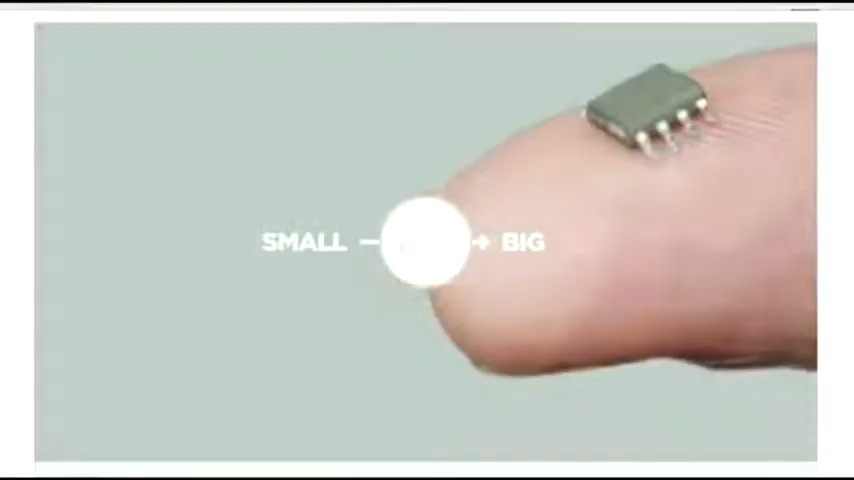 SMALL – + BIG